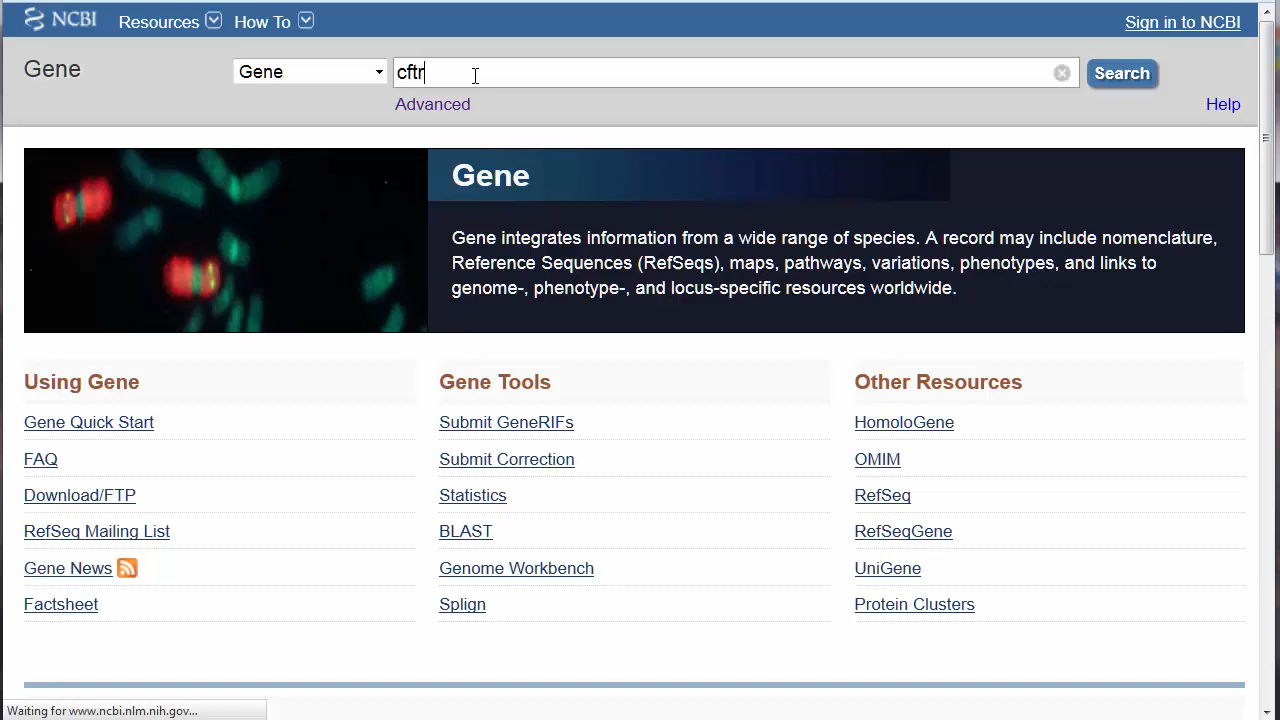 NCBI Resources How To Sign in to NCBI
Gene Gene cftr Search
Advanced Help
Gene
Gene integrates information from a wide range of species. A record may include nomenclature,
Reference Sequences (RefSeqs), maps, pathways, variations, phenotypes, and links to
genome-, phenotype-, and locus-specific resources worldwide.
Using Gene
Gene Quick Start
FAQ
Download/FTP
RefSeq Mailing List
Gene News
Factsheet
Gene Tools
Submit GeneRIFs
Submit Correction
Statistics
BLAST
Genome Workbench
Splign
Other Resources
HomoloGene
OMIM
RefSeq
RefSeqGene
UniGene
Protein Clusters
Waiting for www.ncbi.nlm.nih.gov...